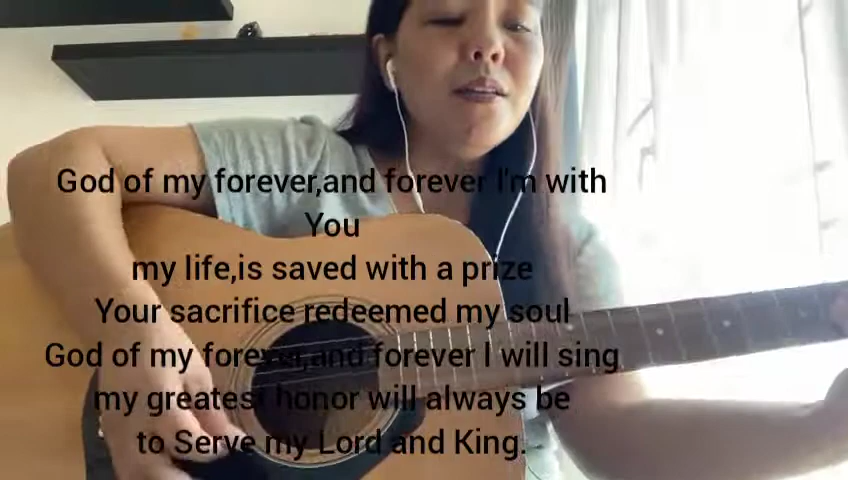 God of my forever,and forever I'm with
You
my life,is saved with a prize
Your sacrifice redeemed my soul
God of my forever,and forever I will sing
my greatest honor will always be
to Serve my Lord and King.